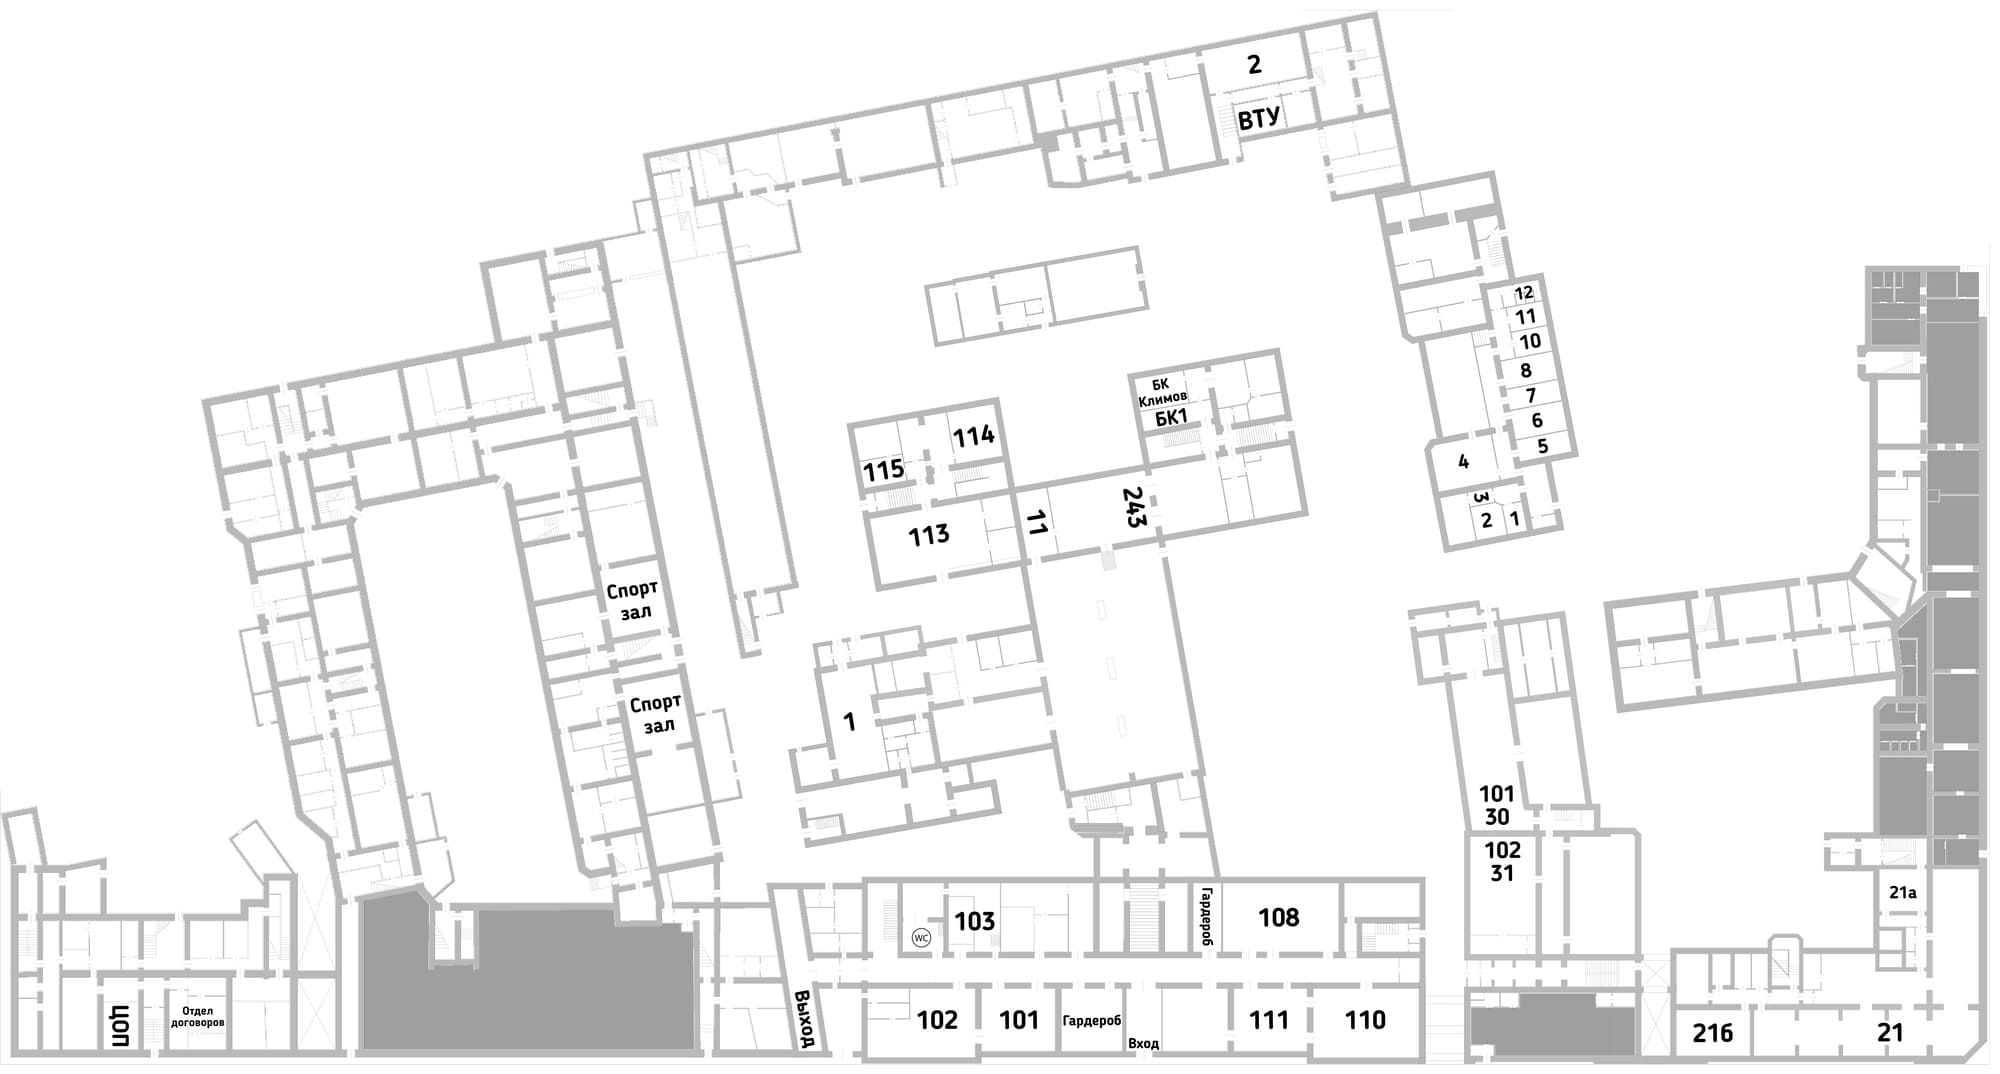 2
ВТУ
12
11
10
8
7
6
5
4
3
2
1
БК
Климов
БК1
114
115
113
11
243
Спорт
зал
Спорт
зал
1
101
30
102
31
21а
103
WC
Гардероб
108
ЦОП
Отдел
договоров
Выход
102
101
Гардероб
Вход
111
110
216
21